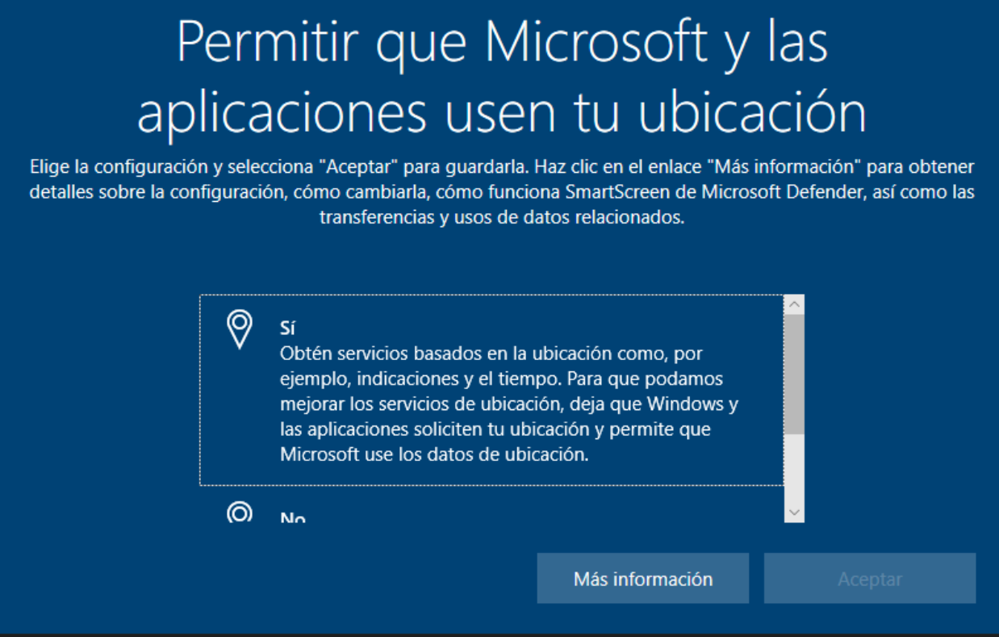 Permitir que Microsoft y las
aplicaciones usen tu ubicación
Elige la configuración y selecciona "Aceptar" para guardarla. Haz clic en el enlace "Más información" para obtener
detalles sobre la configuración, cómo cambiarla, cómo funciona SmartScreen de Microsoft Defender, así como las
transferencias y usos de datos relacionados.
Sí
Obtén servicios basados en la ubicación como, por
ejemplo, indicaciones y el tiempo. Para que podamos
mejorar los servicios de ubicación, deja que Windows y
las aplicaciones soliciten tu ubicación y permite que
Microsoft use los datos de ubicación.
No
Más información
Aceptar